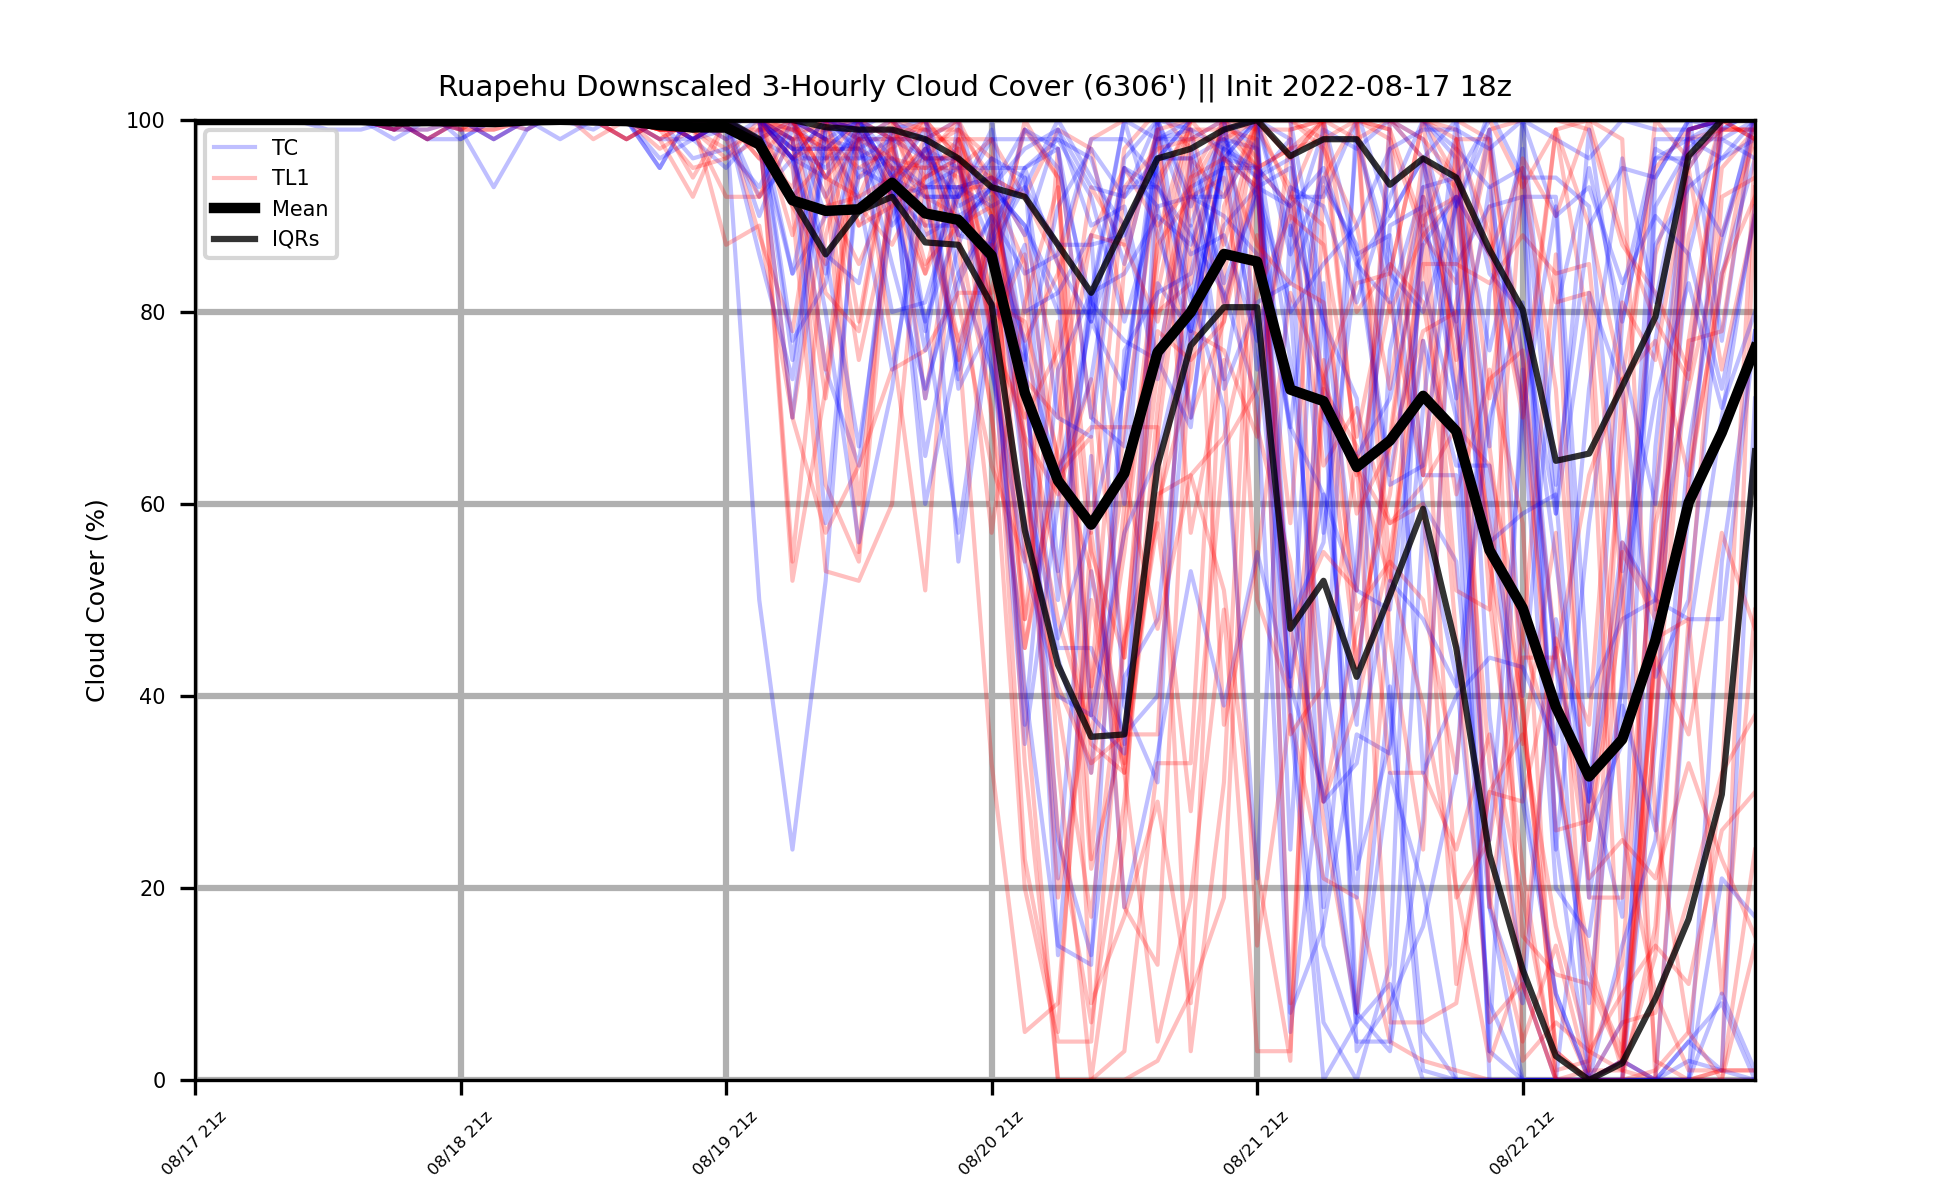 Ruapehu Downscaled 3-Hourly Cloud Cover (6306') || Init 2022-08-17 18z
Cloud Cover (%)
100
80
60
40
20
0
TC
TL1
Mean
IQRs
08/17 21z
08/18 21z
08/19 21z
08/20 21z
08/21 21z
08/22 21z